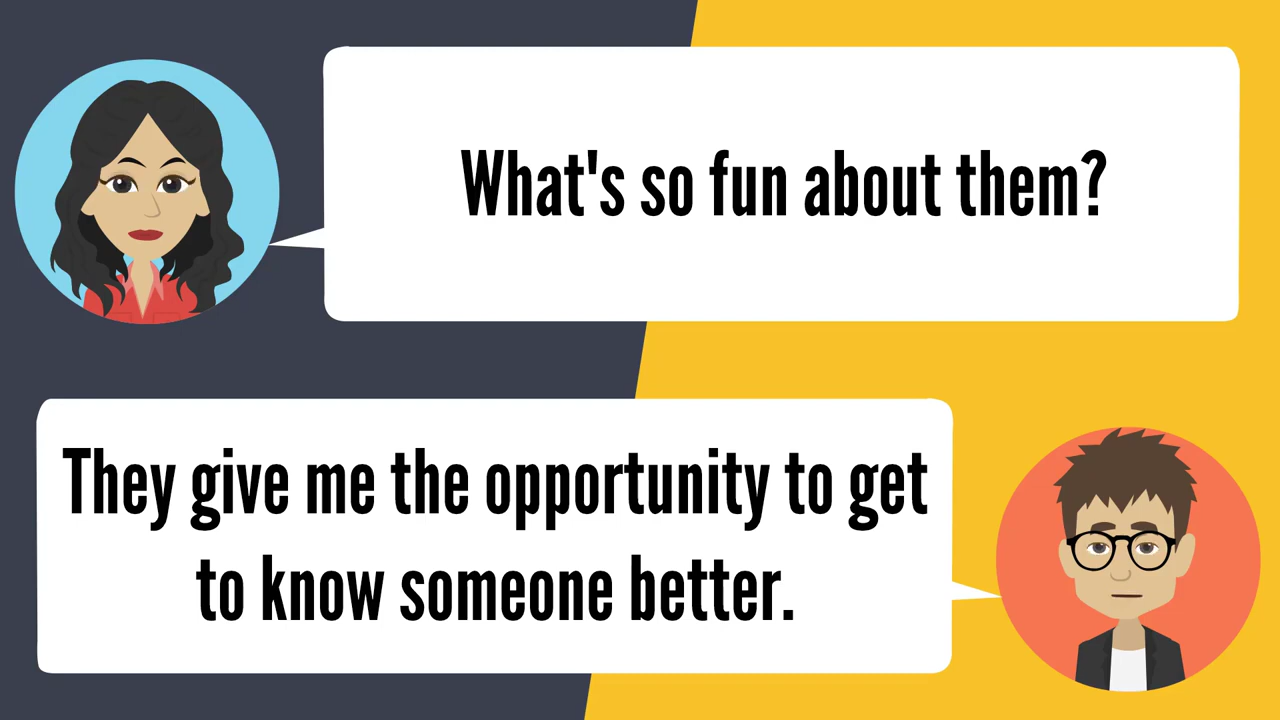 What's so fun about them?
They give me the opportunity to get
to know someone better.